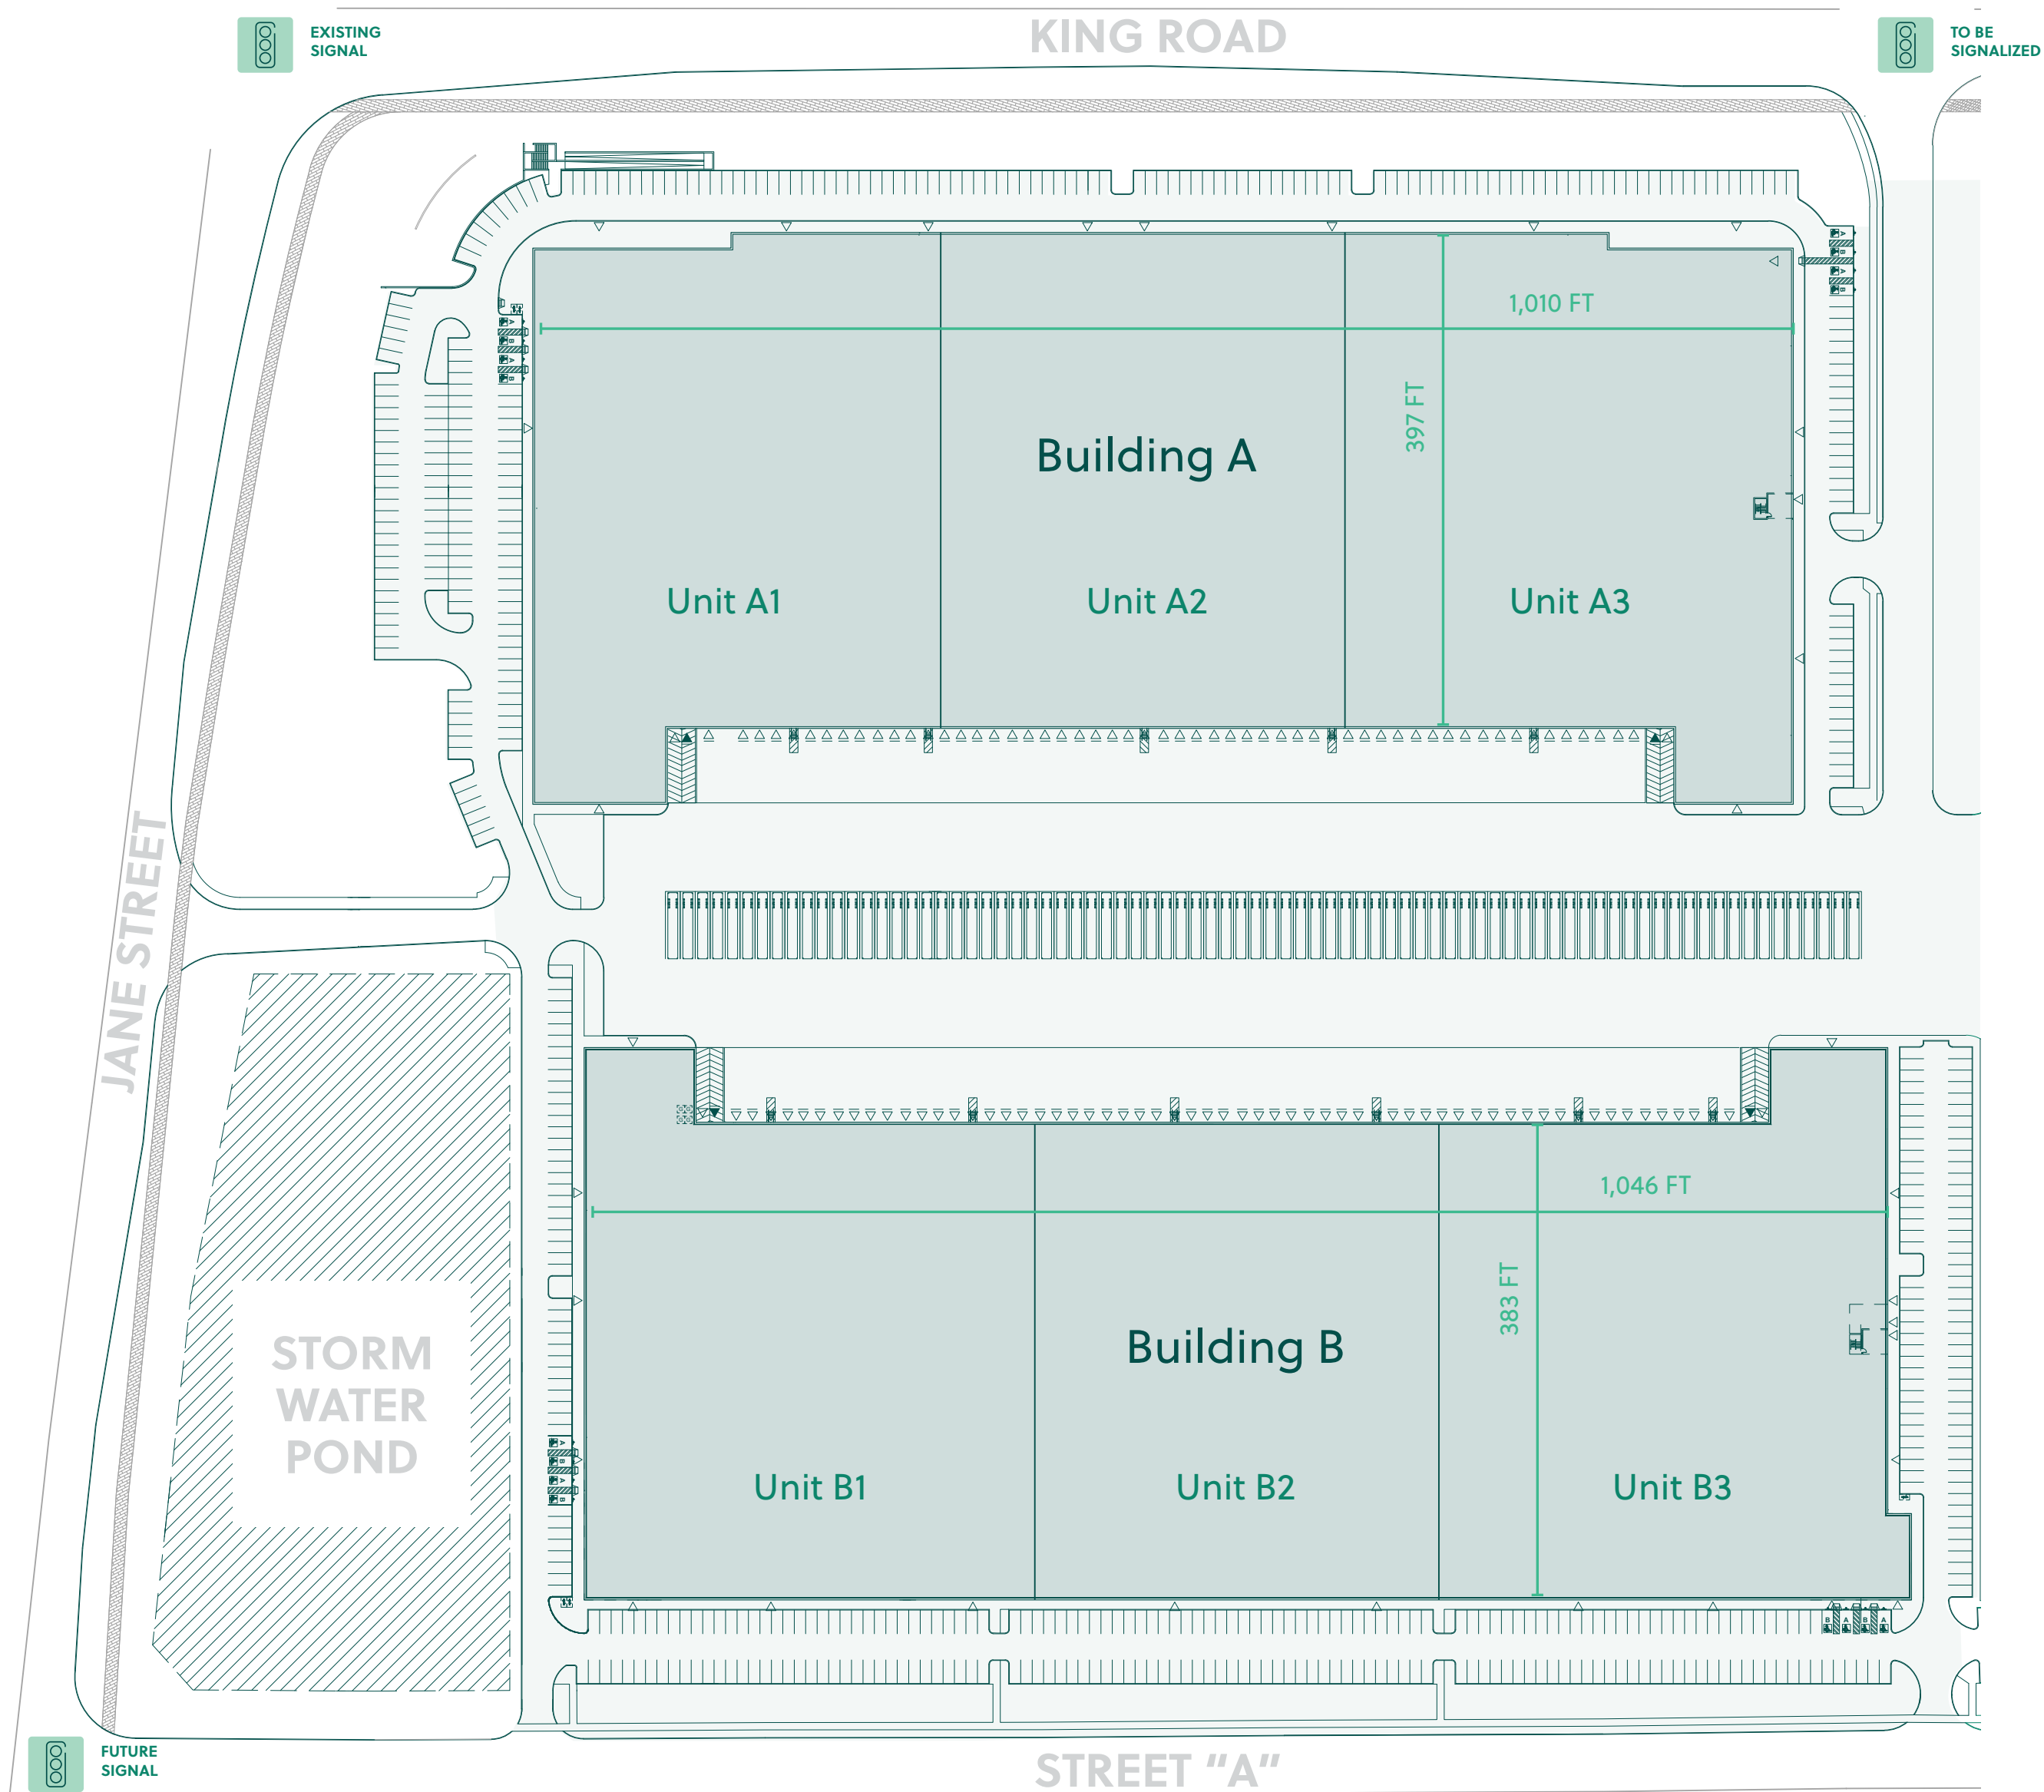 EXISTING
SIGNAL
KING ROAD
TO BE
SIGNALIZED
1,010 FT
397 FT
Building A
Unit A1
Unit A2
Unit A3
JANE STREET
1,046 FT
383 FT
STORM
WATER
POND
Building B
Unit B1
Unit B2
Unit B3
FUTURE
SIGNAL
STREET "A"